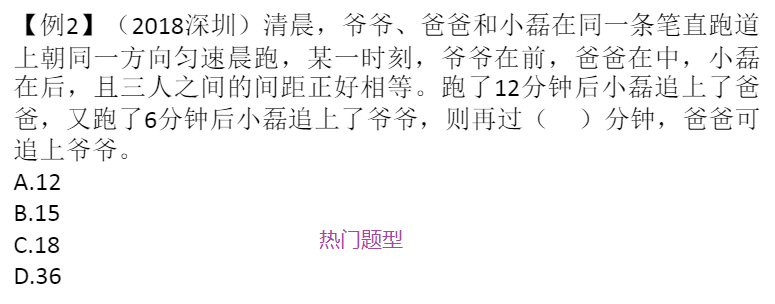 【例2】（2018深圳）清晨，爷爷、爸爸和小磊在同一条笔直跑道
上朝同一方向匀速晨跑，某一时刻，爷爷在前，爸爸在中，小磊
在后，且三人之间的间距正好相等。跑了12分钟后小磊追上了爸
爸，又跑了6分钟后小磊追上了爷爷，则再过（　）分钟，爸爸可
追上爷爷。
A.12
B.15
C.18
热门题型
D.36